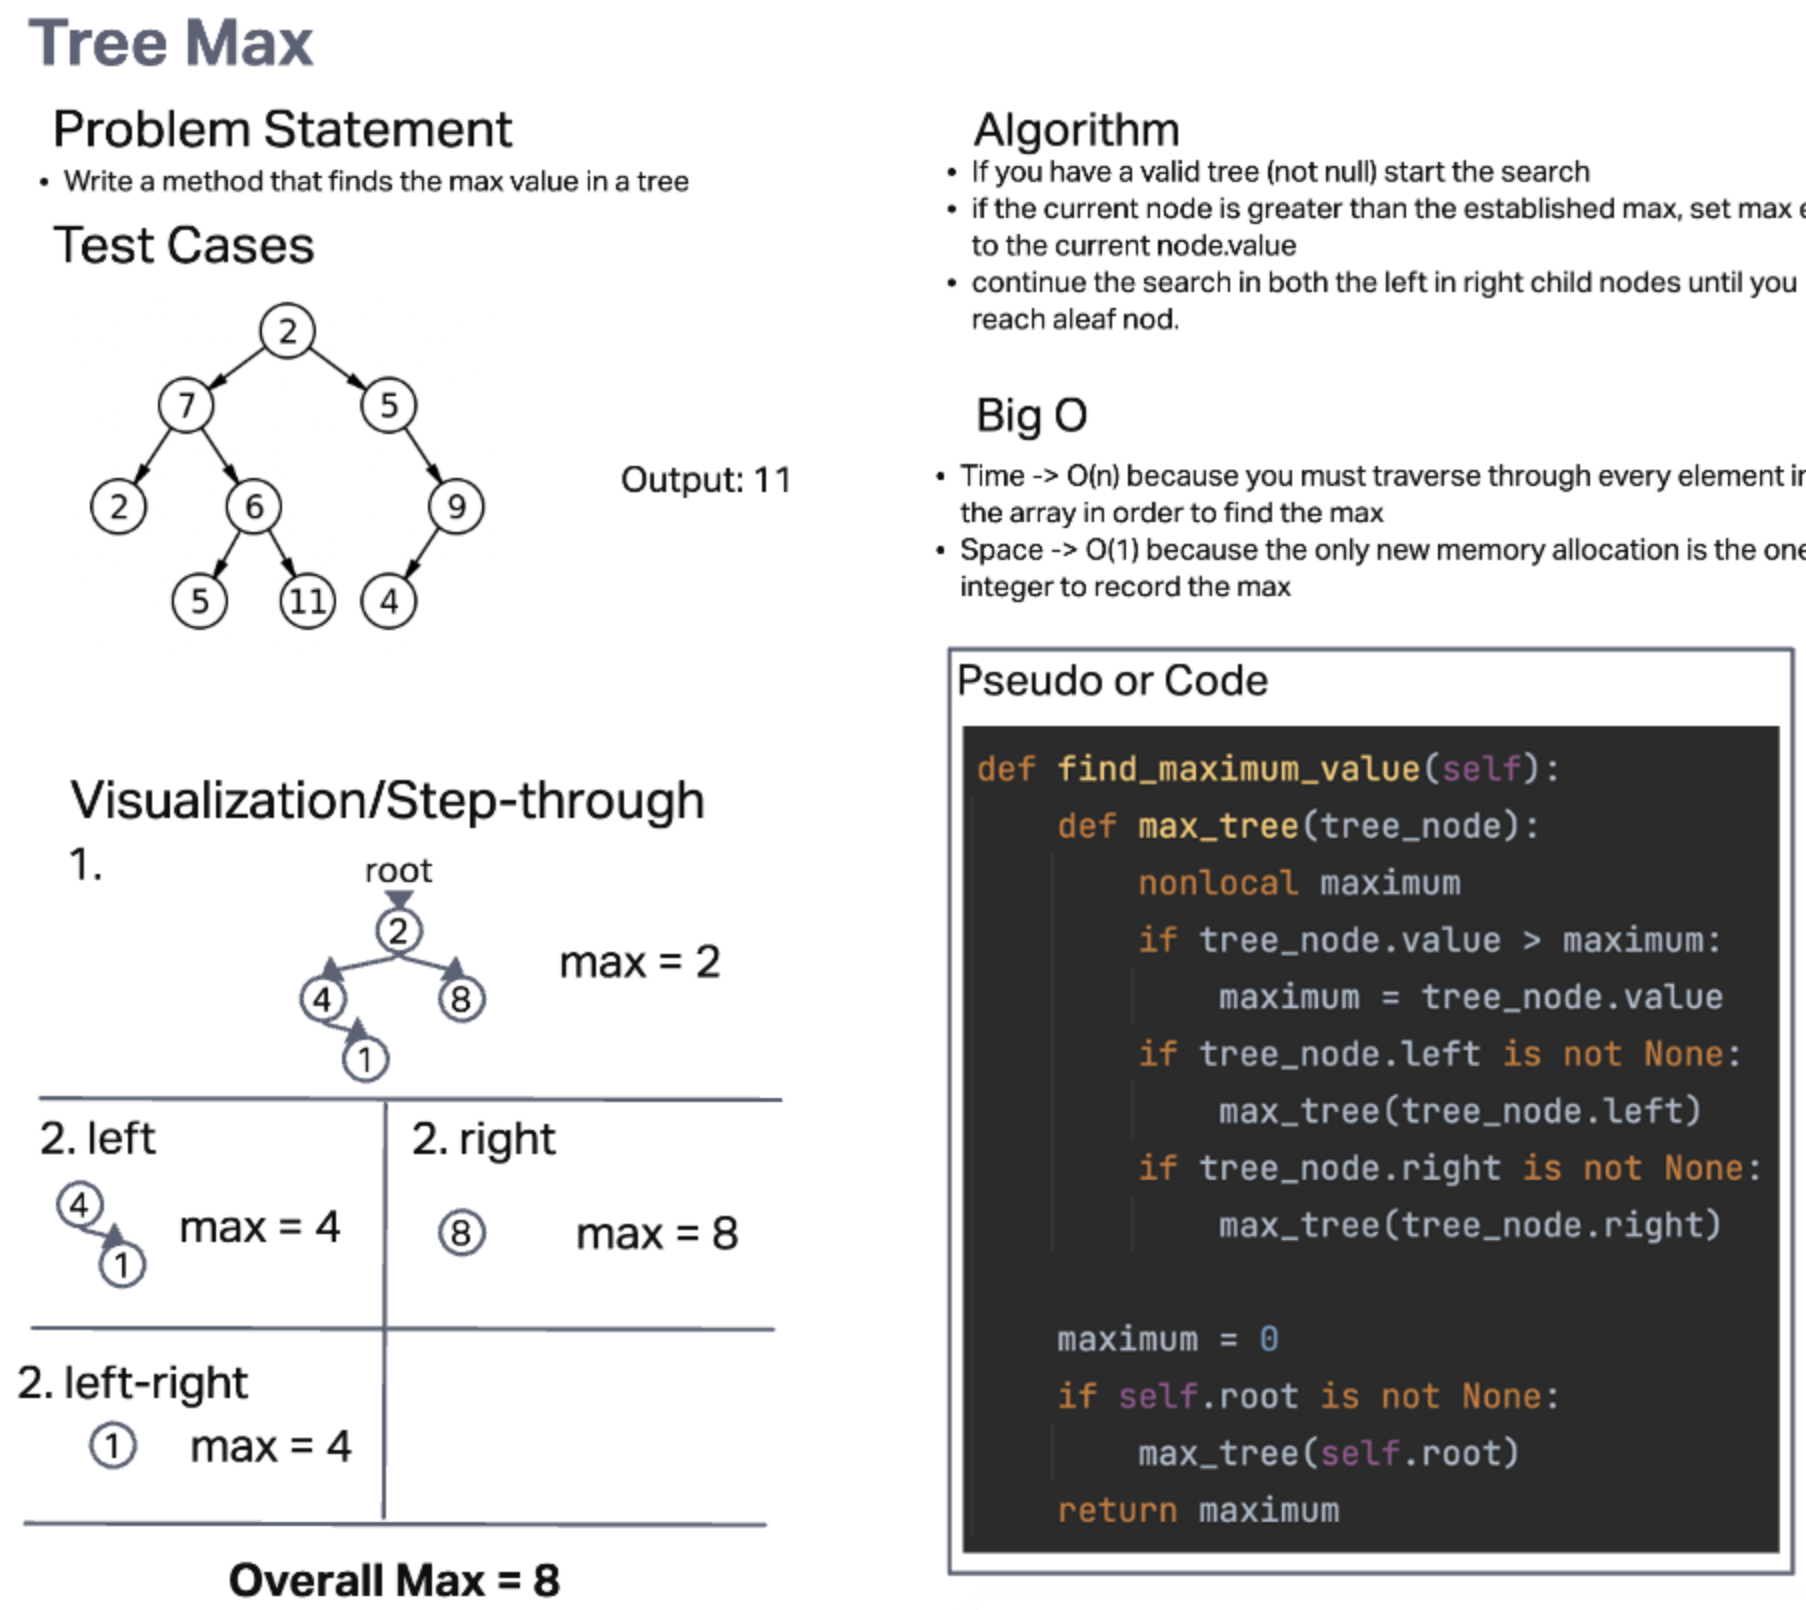 Tree Max
Problem Statement
• Write a method that finds the max value in a tree
Test Cases
2
7 5
2 6 9
5 11 4
Output: 11
Visualization/Step-through
1.
root
2
4 8
1
max = 2
2. left
4
1
max = 4
2. right
8
max = 8
2. left-right
1
max = 4
Overall Max = 8
Algorithm
• If you have a valid tree (not null) start the search
• if the current node is greater than the established max, set max
to the current node.value
• continue the search in both the left in right child nodes until you
reach aleaf nod.
Big O
• Time -> O(n) because you must traverse through every element
the array in order to find the max
• Space -> O(1) because the only new memory allocation is the one
integer to record the max
Pseudo or Code
def find_maximum_value(self):
def max_tree(tree_node):
nonlocal maximum
if tree_node.value > maximum:
maximum = tree_node.value
if tree_node.left is not None:
max_tree(tree_node.left)
if tree_node.right is not None:
max_tree(tree_node.right)
maximum = 0
if self.root is not None:
max_tree(self.root)
return maximum